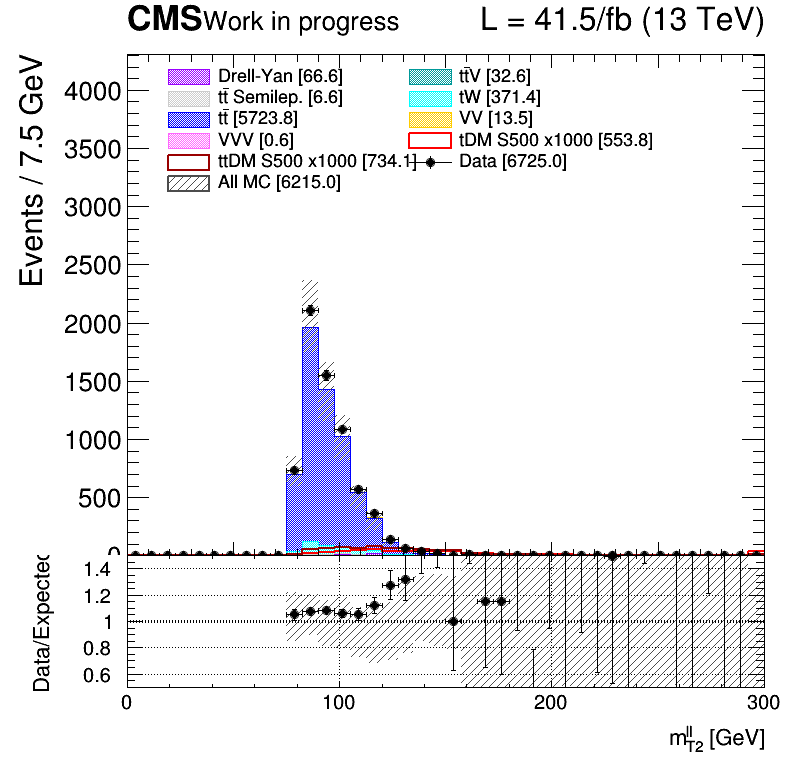 CMS Work in progress L = 41.5/fb (13 TeV)
Events / 7.5 GeV
4000
3500
3000
2500
2000
1500
1000
500
0
Drell-Yan [66.6]
tt̄ Semilep. [6.6]
tt̄ [5723.8]
VVV [0.6]
ttDM S500 x1000 [734.1]
All MC [6215.0]
tt̄V [32.6]
tW [371.4]
VV [13.5]
tDM S500 x1000 [553.8]
Data [6725.0]
Data/Expected
1.4
1.2
1
0.8
0.6
0 100 200 300
m_{T2}^{ll} [GeV]